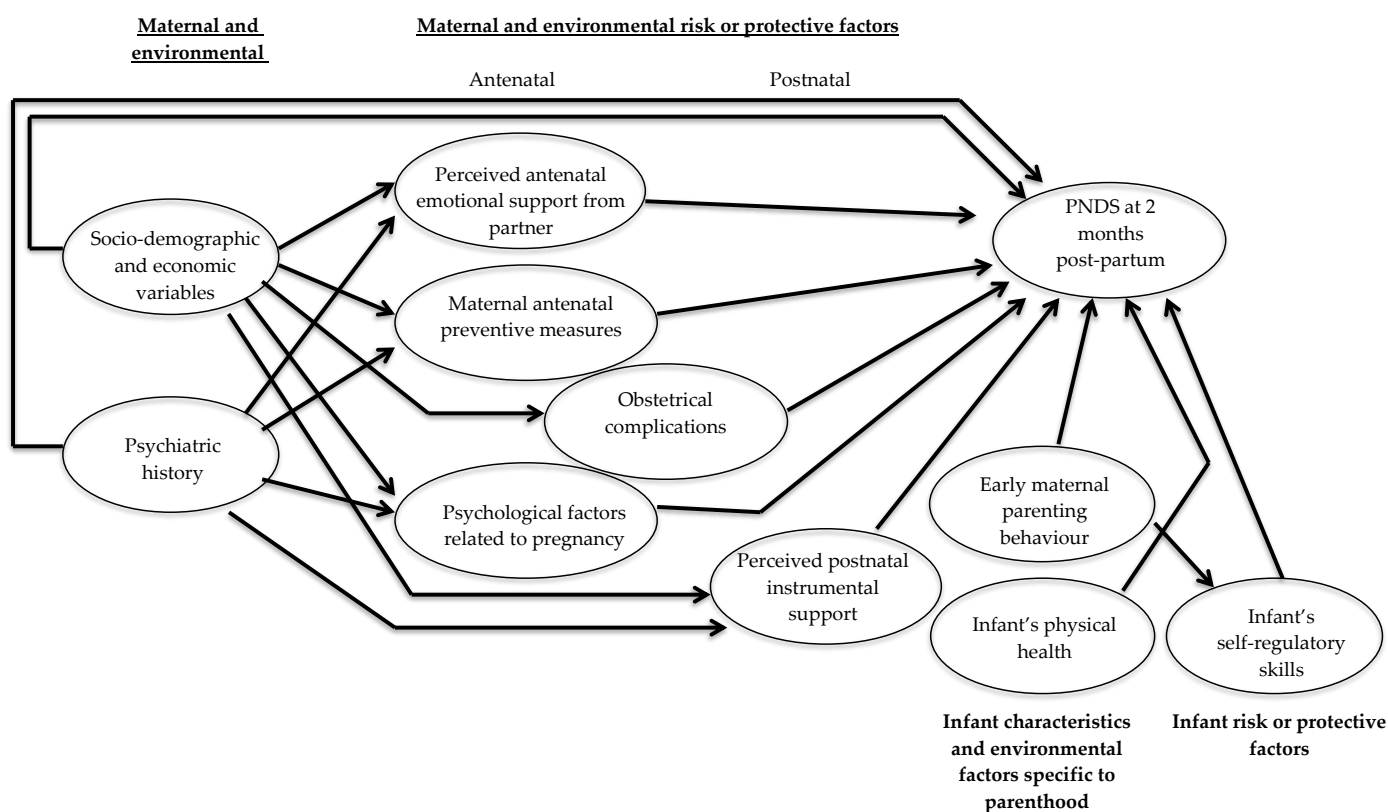 Maternal and
environmental
Maternal and environmental risk or protective factors
Antenatal
Postnatal
Perceived antenatal
emotional support from
partner
PNDS at 2
months
post-partum
Socio-demographic
and economic
variables
Maternal antenatal
preventive measures
Obstetrical
complications
Psychiatric
history
Early maternal
parenting
behaviour
Psychological factors
related to pregnancy
Perceived postnatal
instrumental
support
Infant’s physical
health
Infant’s
self-regulatory
skills
Infant characteristics
and environmental
factors specific to
parenthood
Infant risk or protective
factors